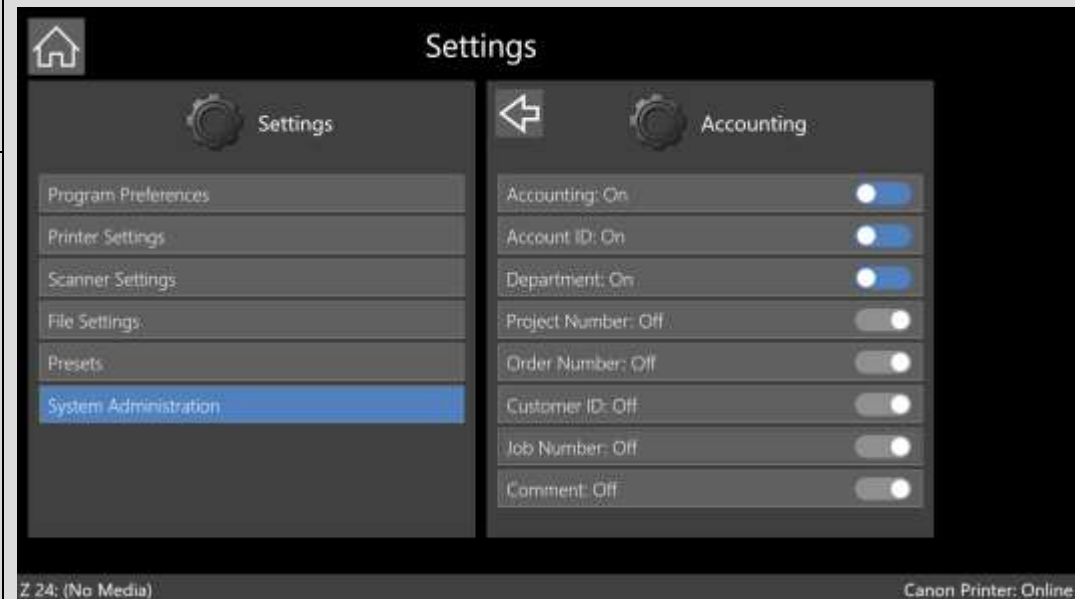 Settings
Settings
Program Preferences
Printer Settings
Scanner Settings
File Settings
Presets
System Administration
Accounting
Accounting: On
Account ID: On
Department: On
Project Number: Off
Order Number: Off
Customer ID: Off
Job Number: Off
Comment: Off
Z 24: (No Media)
Canon Printer: Online